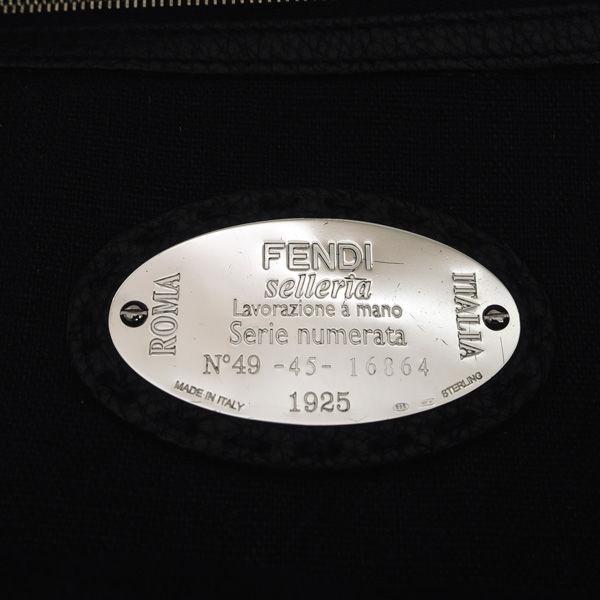 FENDI
selleria
Lavorazione à mano
Serie numerata
N°49 -45- 16864
1925
ROMA
ITALIA
MADE IN ITALY
STERLING